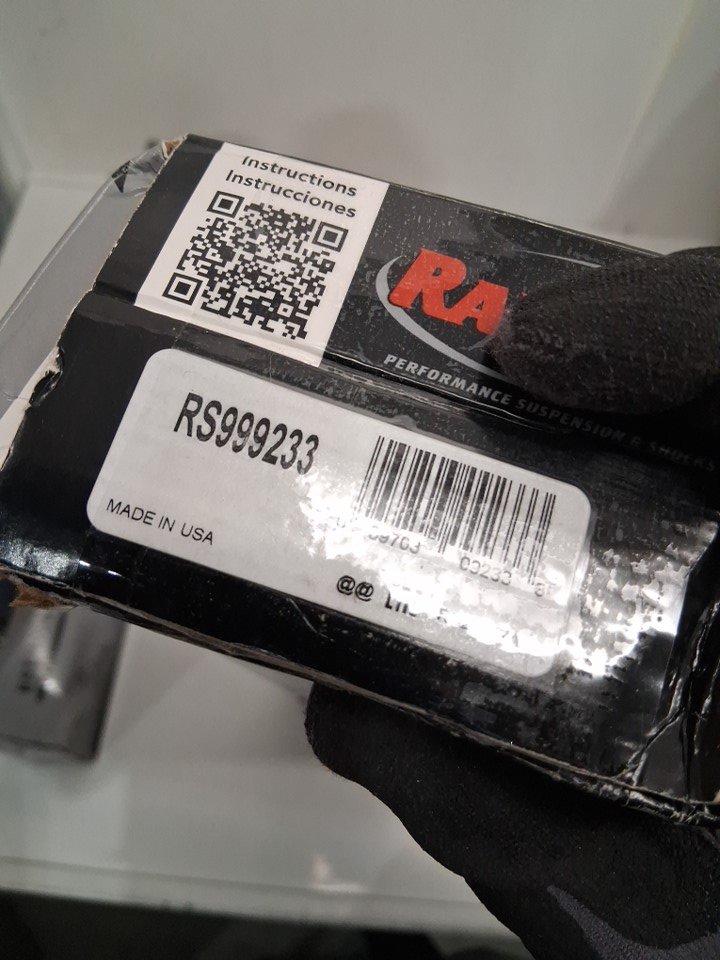 Instructions
Instrucciones
RA
PERFORMANCE SUSPENSION & SHOCKS
RS999233
MADE IN USA
@@